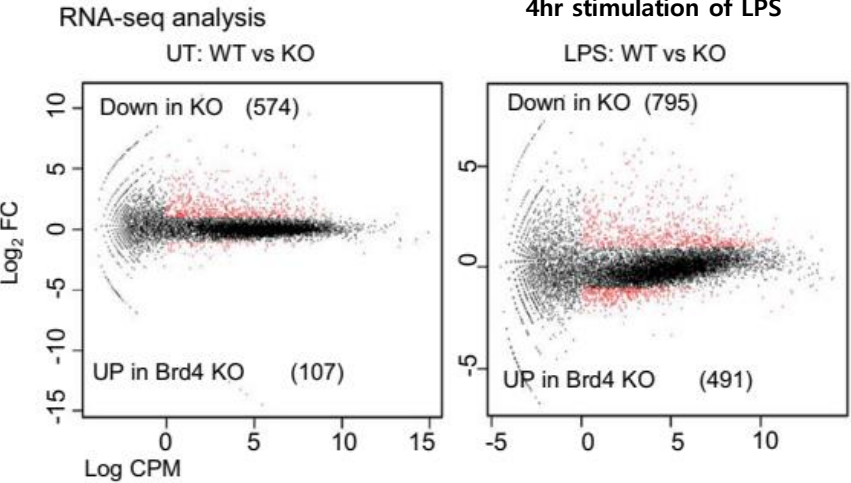 RNA-seq analysis
4hr stimulation of LPS
UT: WT vs KO
Down in KO (574)
10
5
0
-5
-10
-15
Log₂ FC
UP in Brd4 KO (107)
0
5
10
15
Log CPM
LPS: WT vs KO
Down in KO (795)
5
0
-5
UP in Brd4 KO (491)
-5
0
5
10